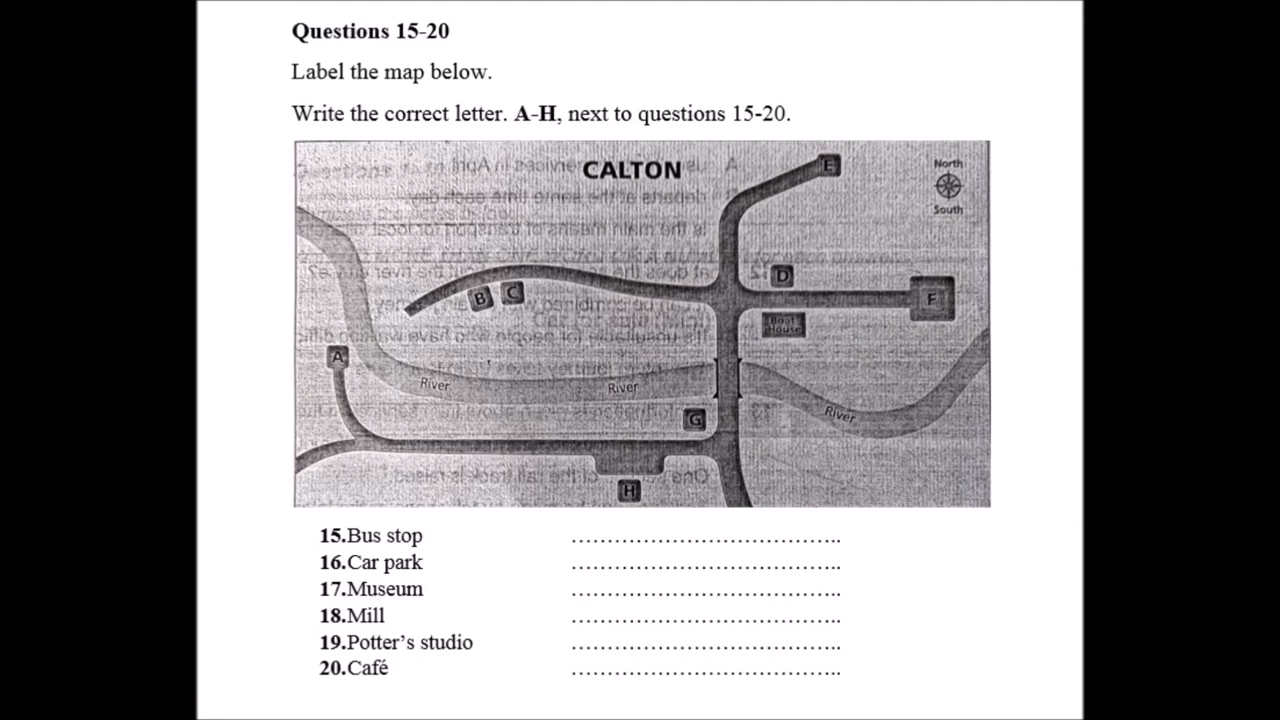 Questions 15-20
Label the map below.
Write the correct letter. A-H, next to questions 15-20.
CALTON
E
North
South
D
B
C
F
Boat
House
A
River
River
River
G
H
15.Bus stop ………………………………..
16.Car park ………………………………..
17.Museum ………………………………..
18.Mill ………………………………..
19.Potter’s studio ………………………………..
20.Café ………………………………..